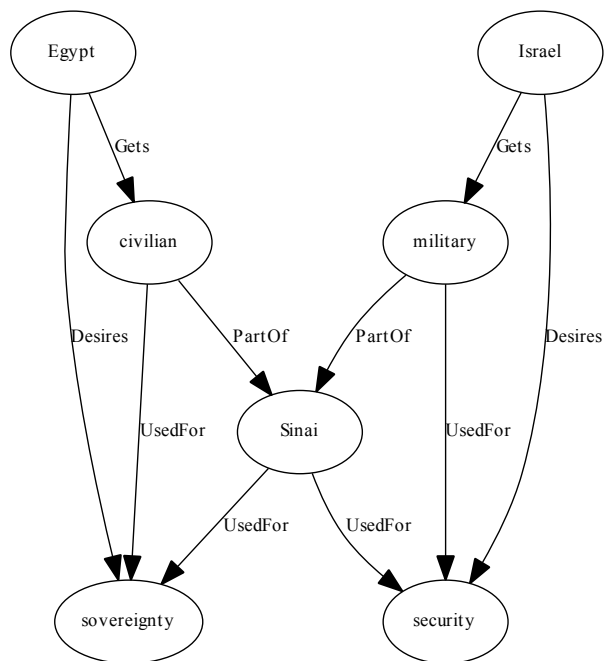 Egypt
Israel
Gets
Gets
civilian
military
Desires
PartOf
PartOf
Desires
UsedFor
Sinai
UsedFor
UsedFor
UsedFor
sovereignty
security